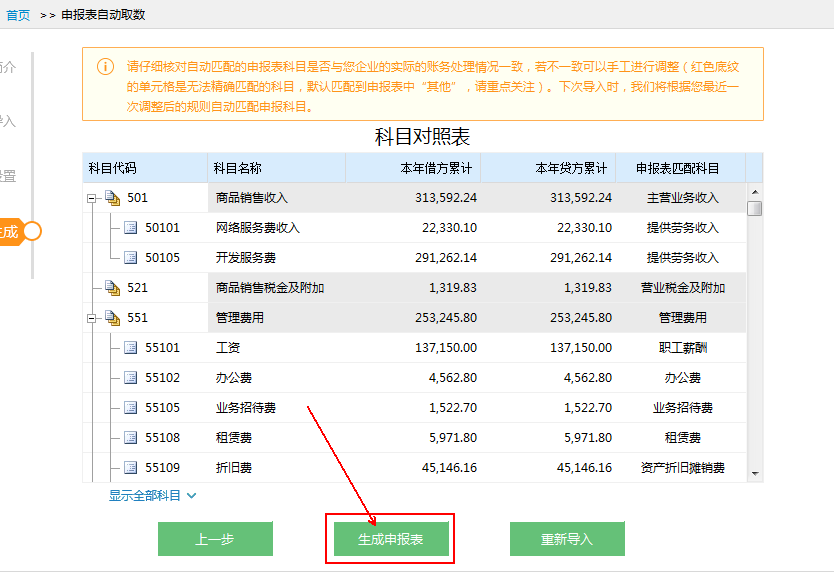 首页 >> 申报表自动取数
简介
导入
设置
生成
请仔细核对自动匹配的申报表科目是否与您企业的实际的账务处理情况一致，若不一致可以手工进行调整（红色底纹
的单元格是无法精确匹配的科目，默认匹配到申报表中“其他”，请重点关注）。下次导入时，我们将根据您最近一
次调整后的规则自动匹配申报科目。
科目对照表
科目代码 科目名称 本年借方累计 本年贷方累计 申报表匹配科目
501 商品销售收入 313,592.24 313,592.24 主营业务收入
50101 网络服务费收入 22,330.10 22,330.10 提供劳务收入
50105 开发服务费 291,262.14 291,262.14 提供劳务收入
521 商品销售税金及附加 1,319.83 1,319.83 营业税金及附加
551 管理费用 253,245.80 253,245.80 管理费用
55101 工资 137,150.00 137,150.00 职工薪酬
55102 办公费 4,562.80 4,562.80 办公费
55105 业务招待费 1,522.70 1,522.70 业务招待费
55108 租赁费 5,971.80 5,971.80 租赁费
55109 折旧费 45,146.16 45,146.16 资产折旧摊销费
显示全部科目
上一步 生成申报表 重新导入